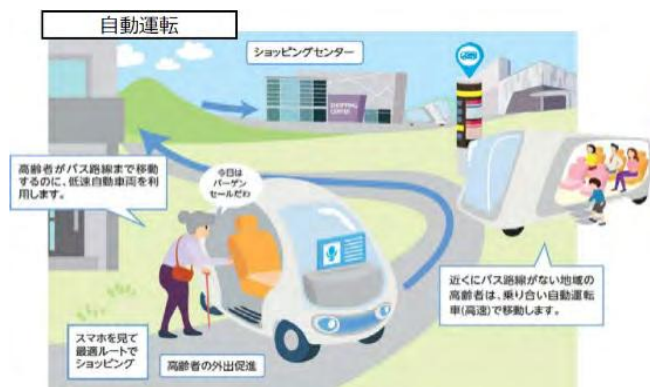 自動運転
ショッピングセンター
SHOPPING
CENTER
高齢者がバス路線まで移動
するのに、低速自動車両を利
用します。
今日は
バーゲン
セールだわ
近くにバス路線がない地域の
高齢者は、乗り合い自動運転
車(高速)で移動します。
スマホを見て
最適ルートで
ショッピング
高齢者の外出促進